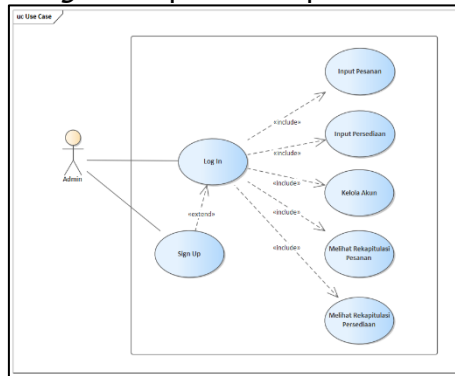 uc Use Case
Input Pesanan
«include»
Input Persediaan
«include»
Log In
Admin
«include»
Kelola Akun
«extend»
«include»
Sign Up
«include»
Melihat Rekapitulasi
Pesanan
Melihat Rekapitulasi
Persediaan